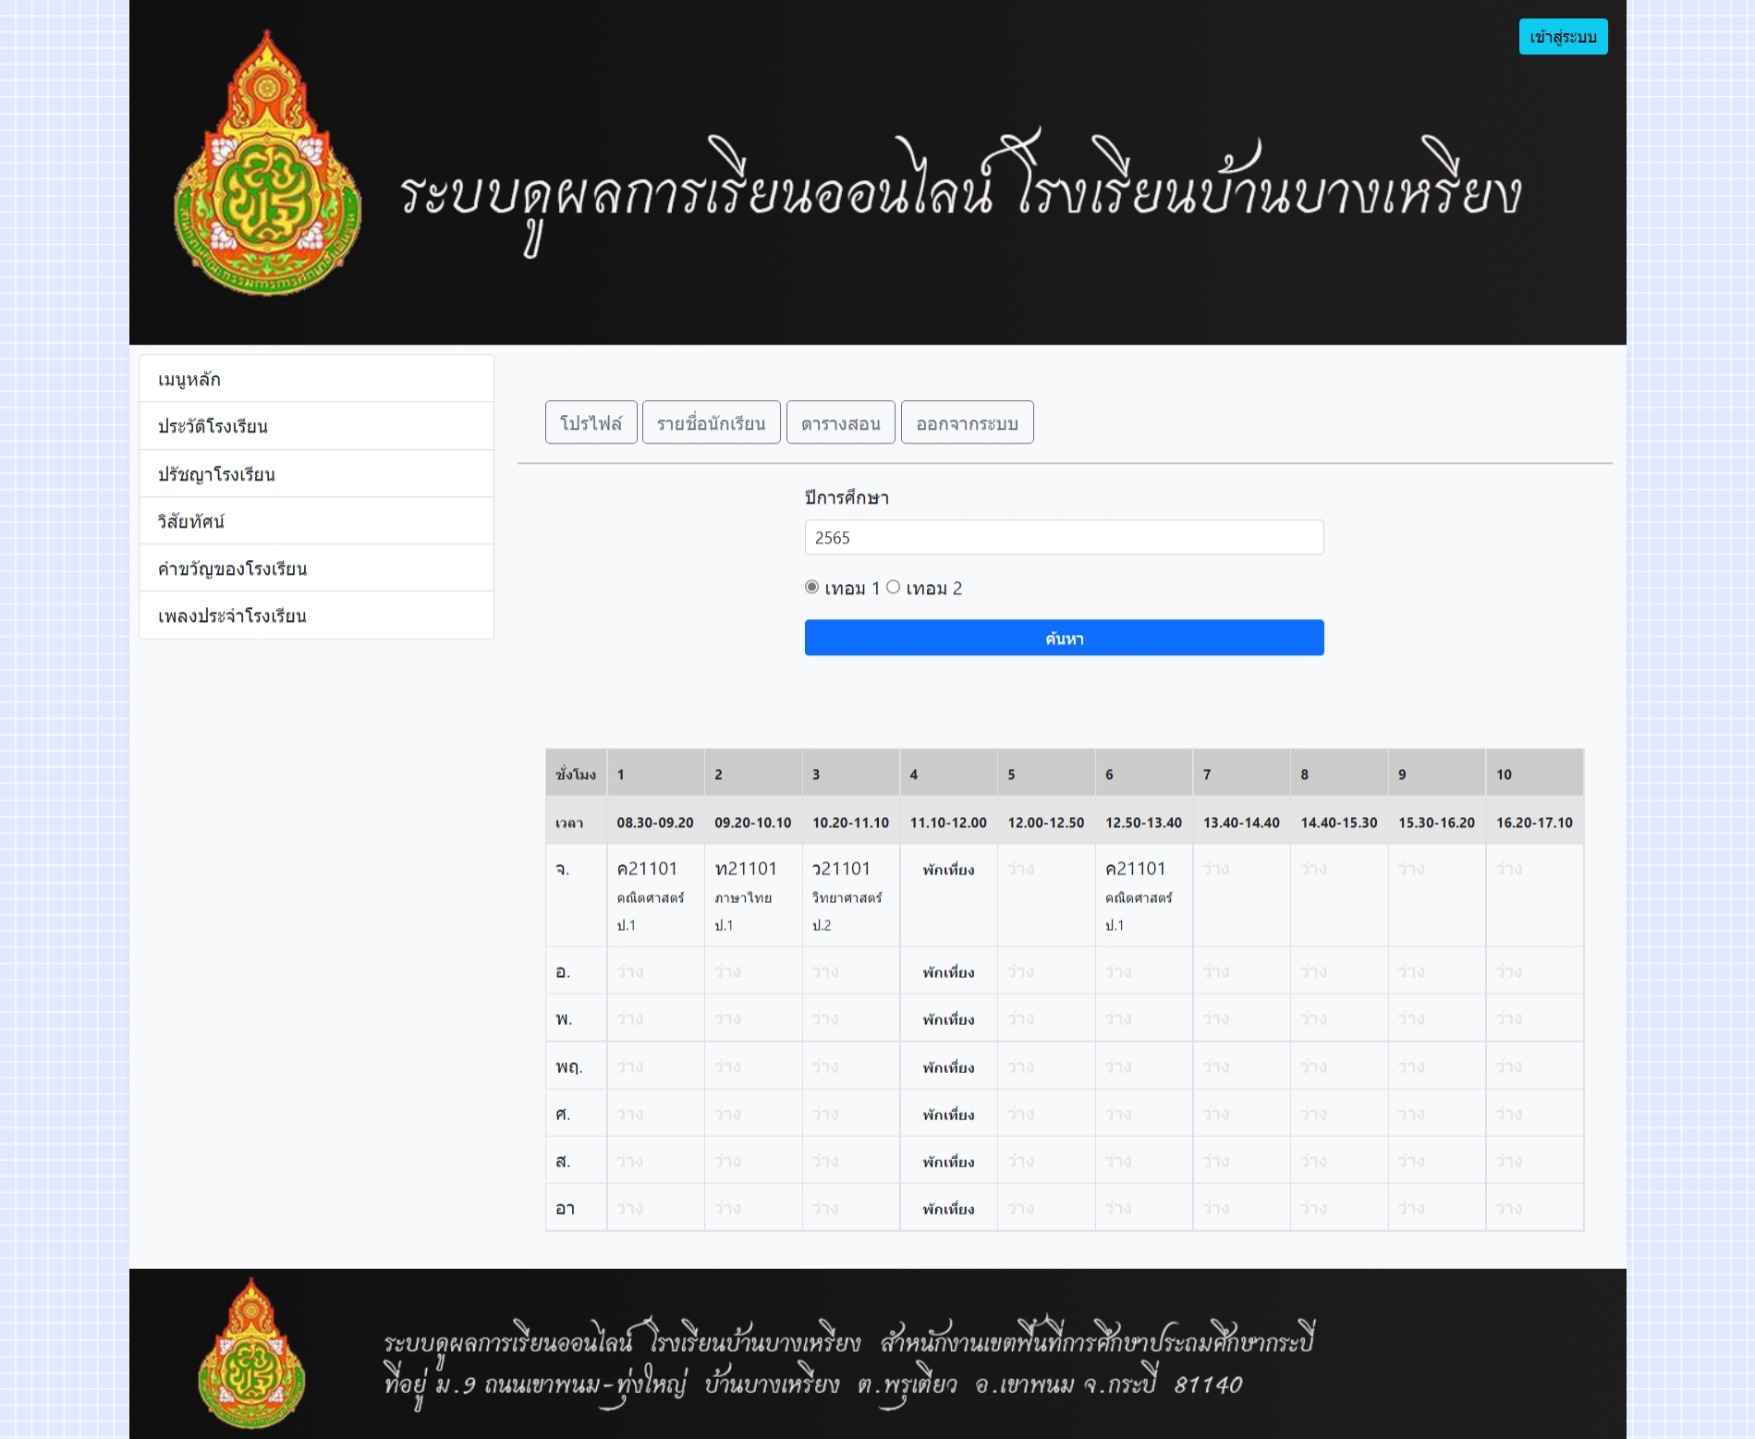 เข้าสู่ระบบ
ระบบดูผลการเรียนออนไลน์ โรงเรียนบ้านบางเหรียง
เมนูหลัก
ประวัติโรงเรียน
ปรัชญาโรงเรียน
วิสัยทัศน์
คำขวัญของโรงเรียน
เพลงประจำโรงเรียน
โปรไฟล์ รายชื่อนักเรียน ตารางสอน ออกจากระบบ
ปีการศึกษา
2565
เทอม 1 เทอม 2
ค้นหา
ชั่งโมง 1 2 3 4 5 6 7 8 9 10
เวตา 08.30-09.20 09.20-10.10 10.20-11.10 11.10-12.00 12.00-12.50 12.50-13.40 13.40-14.40 14.40-15.30 15.30-16.20 16.20-17.10
จ. ค21101 ท21101 ว21101 พักเที่ยง ว่าง ค21101 ว่าง ว่าง ว่าง ว่าง
คณิตศาสตร์ ภาษาไทย วิทยาศาสตร์ คณิตศาสตร์
ป.1 ป.1 ป.2 ป.1
อ. ว่าง ว่าง ว่าง พักเที่ยง ว่าง ว่าง ว่าง ว่าง ว่าง ว่าง
พ. ว่าง ว่าง ว่าง พักเที่ยง ว่าง ว่าง ว่าง ว่าง ว่าง ว่าง
พฤ. ว่าง ว่าง ว่าง พักเที่ยง ว่าง ว่าง ว่าง ว่าง ว่าง ว่าง
ศ. ว่าง ว่าง ว่าง พักเที่ยง ว่าง ว่าง ว่าง ว่าง ว่าง ว่าง
ส. ว่าง ว่าง ว่าง พักเที่ยง ว่าง ว่าง ว่าง ว่าง ว่าง ว่าง
อา ว่าง ว่าง ว่าง พักเที่ยง ว่าง ว่าง ว่าง ว่าง ว่าง ว่าง
ระบบดูผลการเรียนออนไลน์ โรงเรียนบ้านบางเหรียง สำหนักงานเขตพื้นที่การศึกษาประถมศึกษากระบี่
ที่อยู่ ม.9 ถนนเขาพนม-ทุ่งใหญ่ บ้านบางเหรียง ต.พรุเตียว อ.เขาพนม จ.กระบี่ 81140